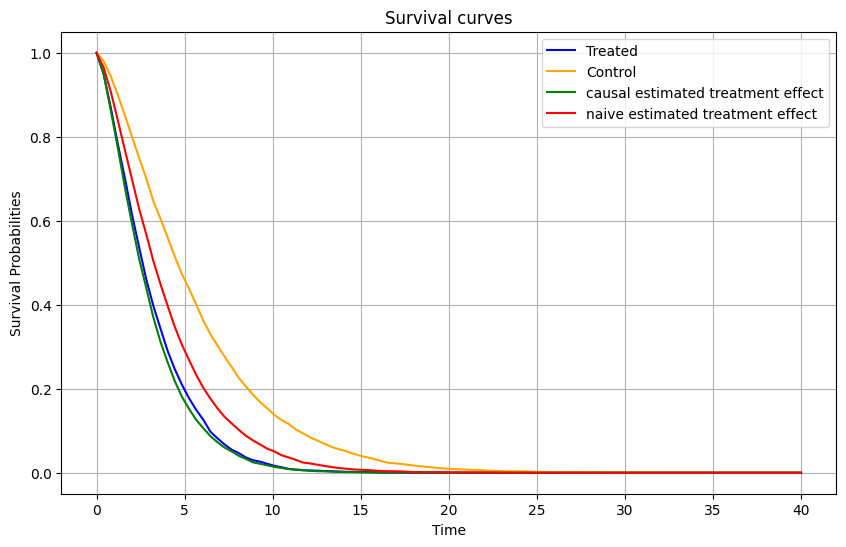 Survival curves
Treated
Control
causal estimated treatment effect
naive estimated treatment effect
Survival Probabilities
1.0
0.8
0.6
0.4
0.2
0.0
0 5 10 15 20 25 30 35 40
Time